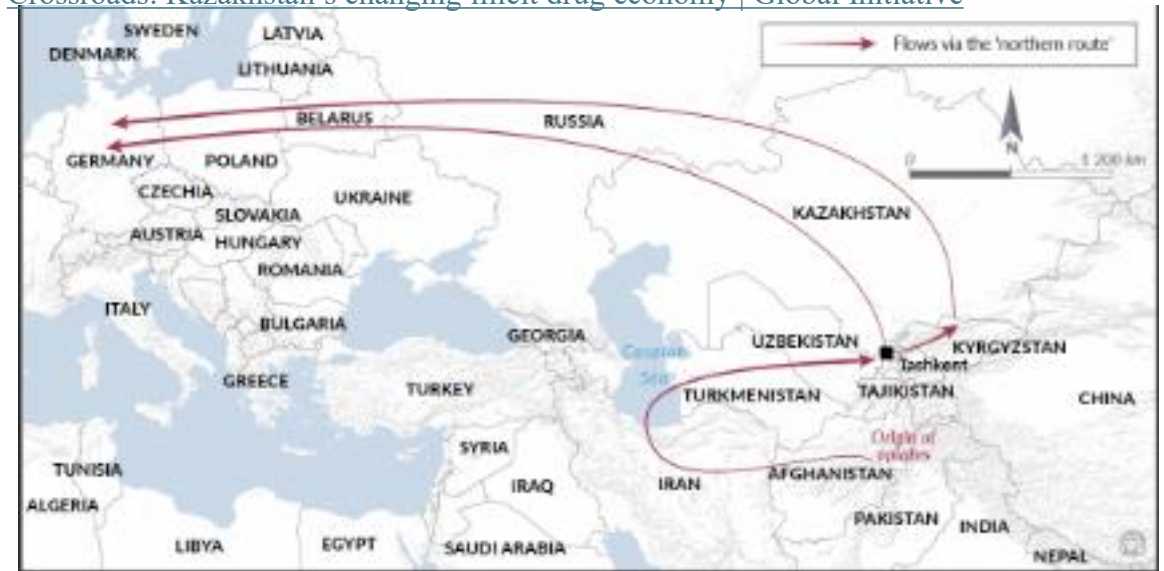 Crossroads: Kazakhstan's changing illicit drug economy | Global Initiative
SWEDEN
LATVIA
DENMARK
LITHUANIA
Flows via the 'northern route'
BELARUS
RUSSIA
N
0 1 200 km
GERMANY
POLAND
CZECHIA
UKRAINE
SLOVAKIA
KAZAKHSTAN
AUSTRIA
HUNGARY
ROMANIA
ITALY
BULGARIA
GEORGIA
UZBEKISTAN
KYRGYZSTAN
Caspian
Sea
Tashkent
GREECE
TURKEY
TURKMENISTAN
TAJIKISTAN
CHINA
Origin of
opiates
SYRIA
TUNISIA
IRAQ
IRAN
AFGHANISTAN
ALGERIA
PAKISTAN
INDIA
LIBYA
EGYPT
SAUDI ARABIA
NEPAL